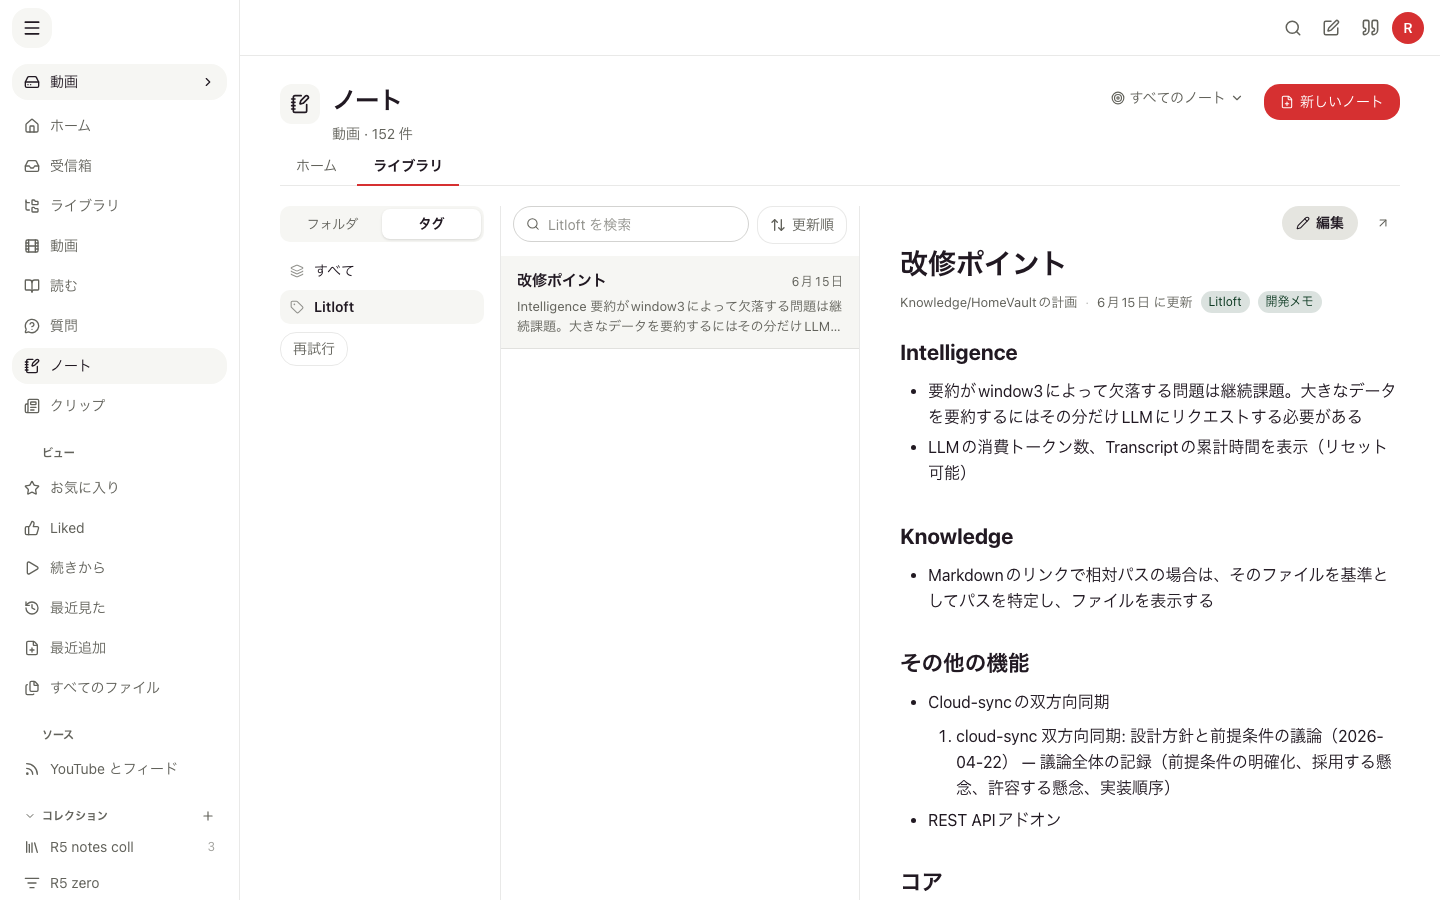 R
動画
ホーム
受信箱
ライブラリ
動画
読む
質問
ノート
クリップ
ビュー
お気に入り
Liked
続きから
最近見た
最近追加
すべてのファイル
ソース
YouTube とフィード
コレクション
R5 notes coll 3
R5 zero
ノート
動画 · 152 件
すべてのノート
新しいノート
ホーム ライブラリ
フォルダ タグ
すべて
Litloft
再試行
Litloft を検索
更新順
改修ポイント 6月15日
Intelligence 要約がwindow3によって欠落する問題は継
続課題。大きなデータを要約するにはその分だけLLM...
編集
改修ポイント
Knowledge/HomeVaultの計画 · 6月15日 に更新 Litloft 開発メモ
Intelligence
• 要約がwindow3によって欠落する問題は継続課題。大きなデータ
を要約するにはその分だけLLMにリクエストする必要がある
• LLMの消費トークン数、Transcriptの累計時間を表示（リセット
可能）
Knowledge
• Markdownのリンクで相対パスの場合は、そのファイルを基準と
してパスを特定し、ファイルを表示する
その他の機能
• Cloud-syncの双方向同期
1. cloud-sync 双方向同期: 設計方針と前提条件の議論（2026-
04-22） — 議論全体の記録（前提条件の明確化、採用する懸
念、許容する懸念、実装順序）
• REST APIアドオン
コア